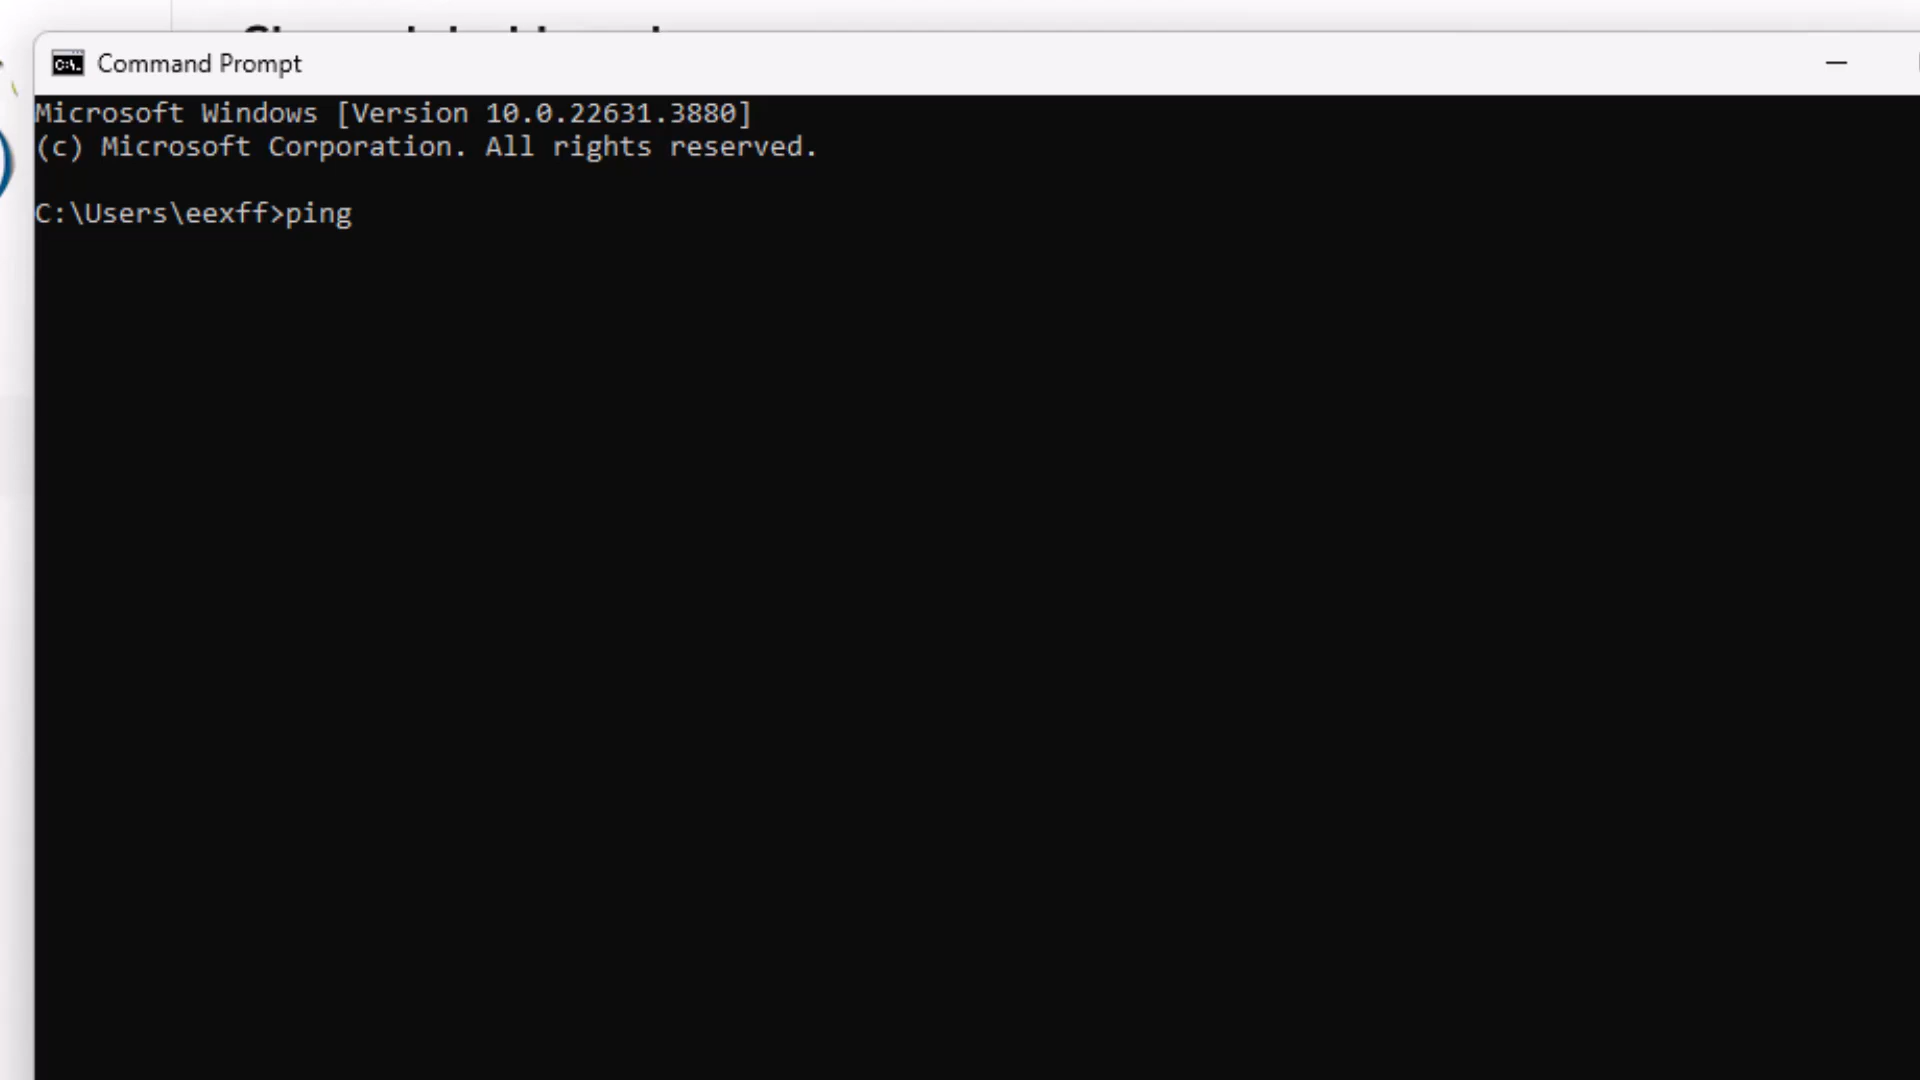 Command Prompt
Microsoft Windows [Version 10.0.22631.3880]
(c) Microsoft Corporation. All rights reserved.
C:\Users\eexff>ping